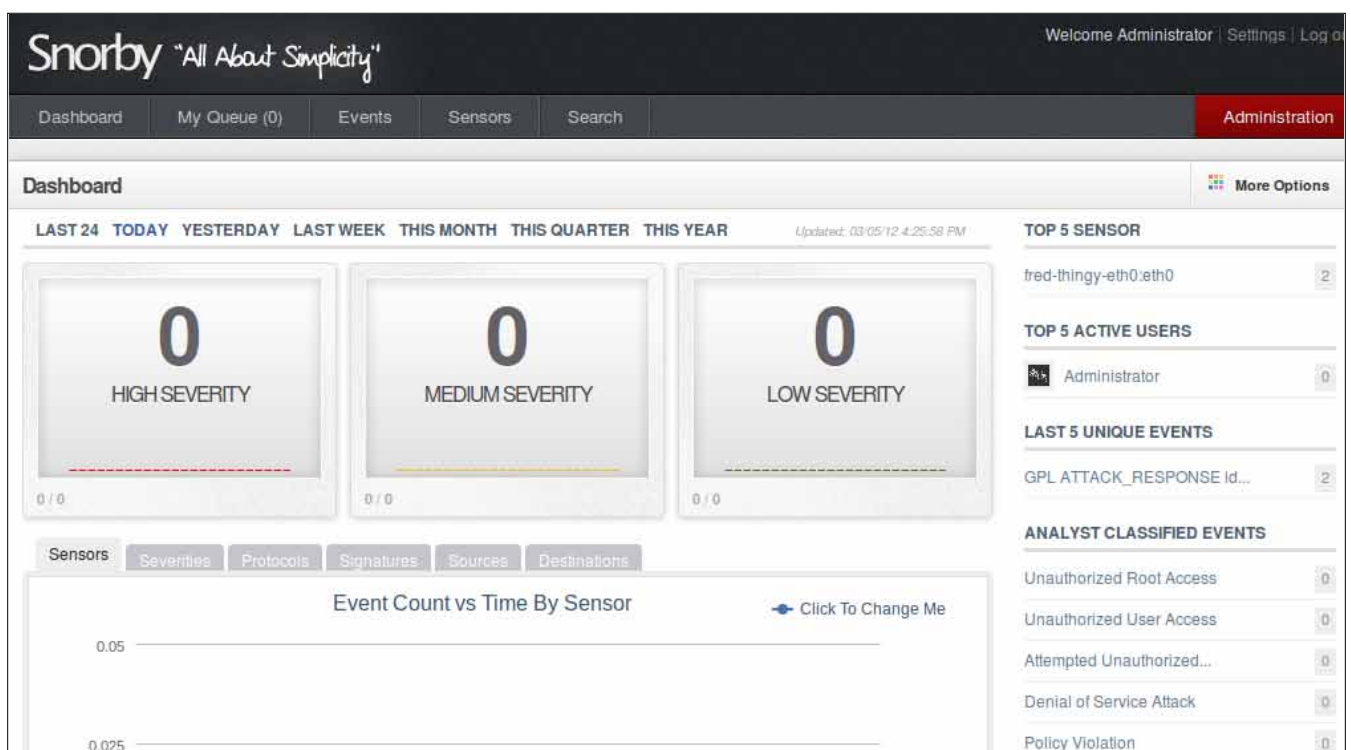 Snorby "All About Simplicity"
Welcome Administrator | Settings | Log ou
Dashboard My Queue (0) Events Sensors Search Administration
Dashboard More Options
LAST 24 TODAY YESTERDAY LAST WEEK THIS MONTH THIS QUARTER THIS YEAR Updated: 03/05/12 4:25:58 PM
0 HIGH SEVERITY 0 / 0
0 MEDIUM SEVERITY 0 / 0
0 LOW SEVERITY 0 / 0
Sensors Severities Protocols Signatures Sources Destinations
Event Count vs Time By Sensor
Click To Change Me
0.05
0.025
TOP 5 SENSOR
fred-thingy-eth0:eth0 2
TOP 5 ACTIVE USERS
Administrator 0
LAST 5 UNIQUE EVENTS
GPL ATTACK_RESPONSE Id... 2
ANALYST CLASSIFIED EVENTS
Unauthorized Root Access 0
Unauthorized User Access 0
Attempted Unauthorized... 0
Denial of Service Attack 0
Policy Violation 0